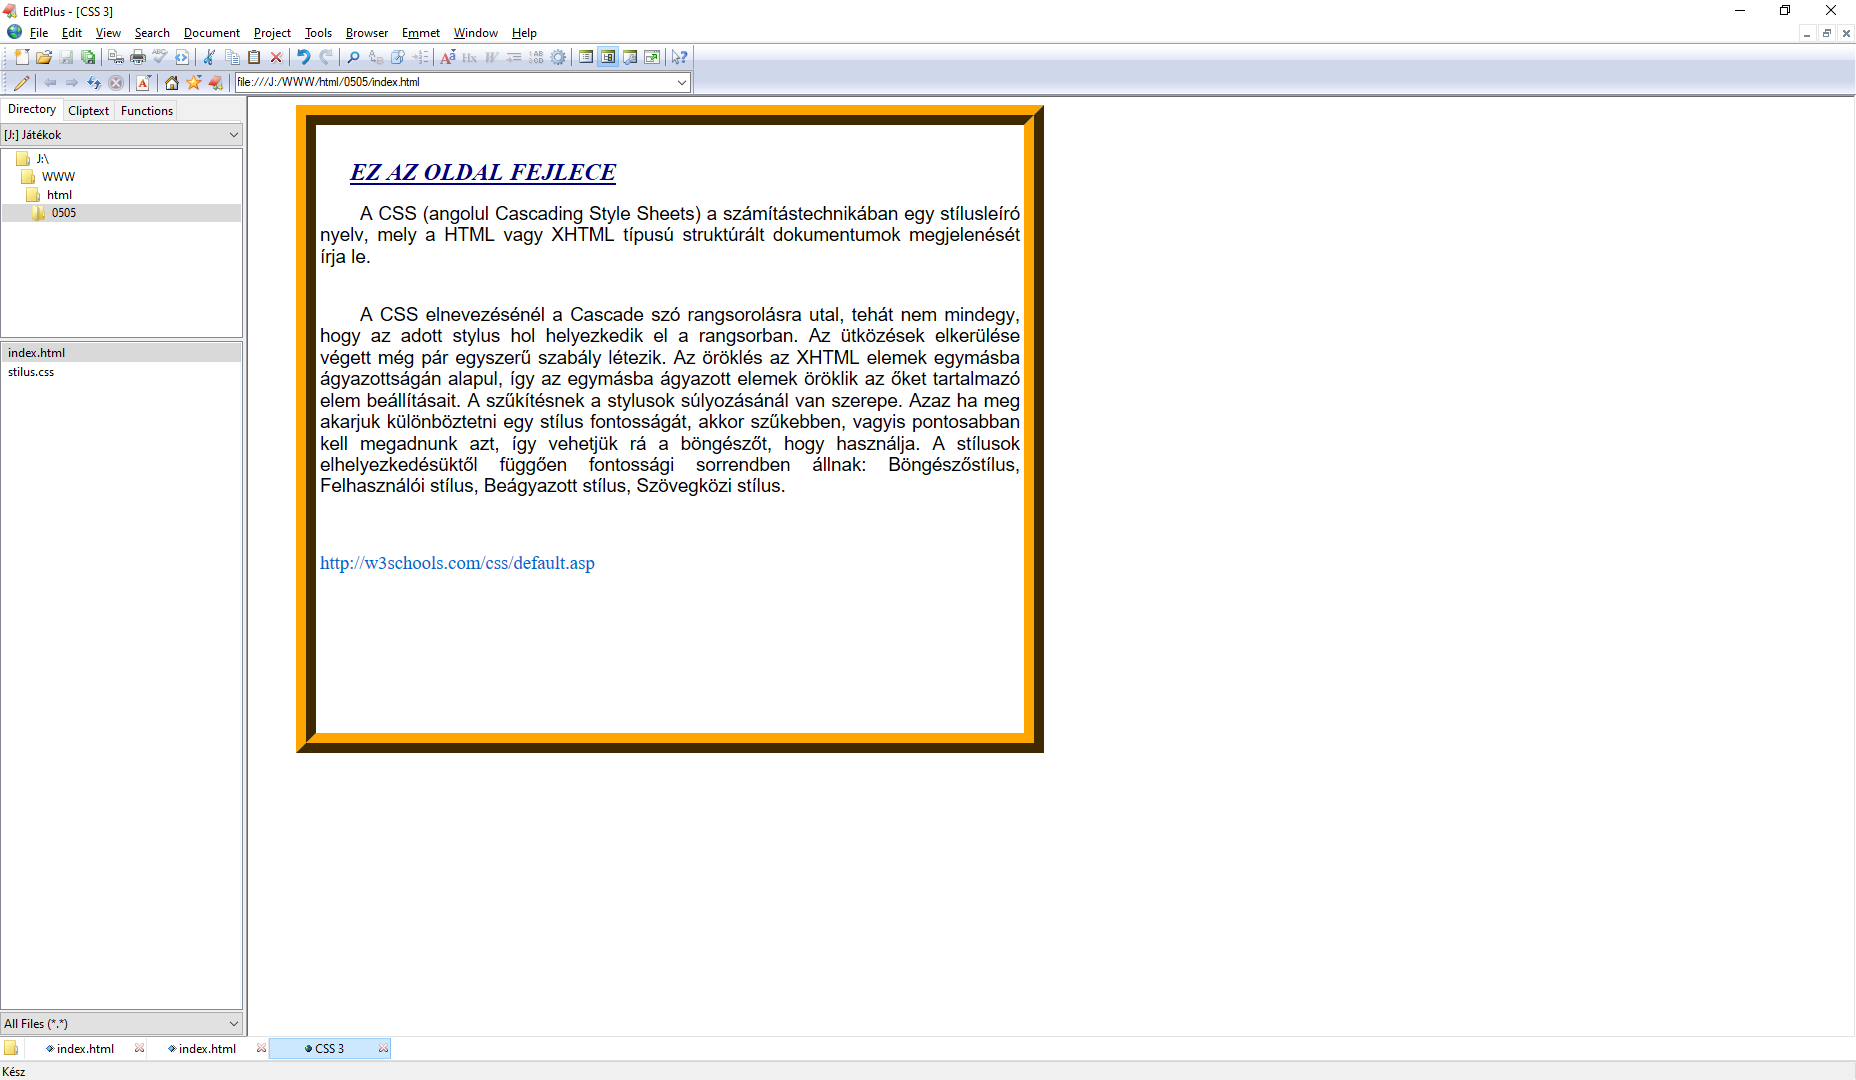 EditPlus - [CSS 3]
File Edit View Search Document Project Tools Browser Emmet Window Help
file:///J:/WWW/html/0505/index.html
Directory Cliptext Functions
[J:] Játékok
J:\
WWW
html
0505
index.html
stilus.css
EZ AZ OLDAL FEJLECE
A CSS (angolul Cascading Style Sheets) a számítástechnikában egy stílusleíró
nyelv, mely a HTML vagy XHTML típusú struktúrált dokumentumok megjelenését
írja le.
A CSS elnevezésénél a Cascade szó rangsorolásra utal, tehát nem mindegy,
hogy az adott stylus hol helyezkedik el a rangsorban. Az ütközések elkerülése
végett még pár egyszerű szabály létezik. Az öröklés az XHTML elemek egymásba
ágyazottságán alapul, így az egymásba ágyazott elemek öröklik az őket tartalmazó
elem beállításait. A szűkítésnek a stylusok súlyozásánál van szerepe. Azaz ha meg
akarjuk különböztetni egy stílus fontosságát, akkor szűkebben, vagyis pontosabban
kell megadnunk azt, így vehetjük rá a böngészőt, hogy használja. A stílusok
elhelyezkedésüktől függően fontossági sorrendben állnak: Böngészőstílus,
Felhasználói stílus, Beágyazott stílus, Szövegközi stílus.
http://w3schools.com/css/default.asp
All Files (*.*)
index.html index.html CSS 3
Kész